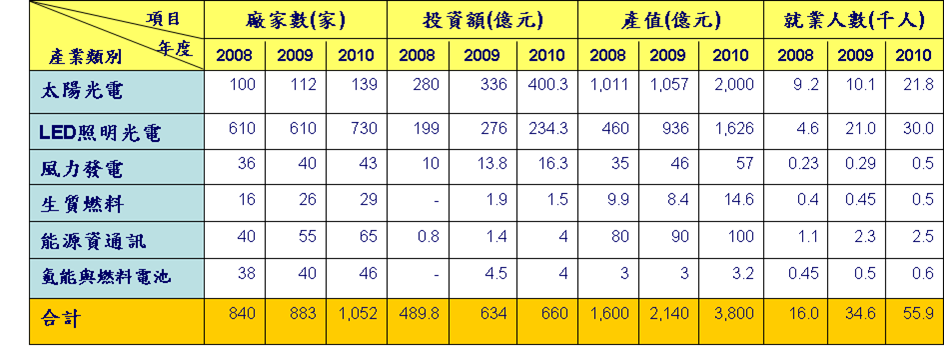 項目 廠家數(家) 投資額(億元) 產值(億元) 就業人數(千人)
產業類別 年度 2008 2009 2010 2008 2009 2010 2008 2009 2010 2008 2009 2010
太陽光電 100 112 139 280 336 400.3 1,011 1,057 2,000 9 .2 10.1 21.8
LED照明光電 610 610 730 199 276 234.3 460 936 1,626 4.6 21.0 30.0
風力發電 36 40 43 10 13.8 16.3 35 46 57 0.23 0.29 0.5
生質燃料 16 26 29 - 1.9 1.5 9.9 8.4 14.6 0.4 0.45 0.5
能源資通訊 40 55 65 0.8 1.4 4 80 90 100 1.1 2.3 2.5
氫能與燃料電池 38 40 46 - 4.5 4 3 3 3.2 0.45 0.5 0.6
合計 840 883 1,052 489.8 634 660 1,600 2,140 3,800 16.0 34.6 55.9